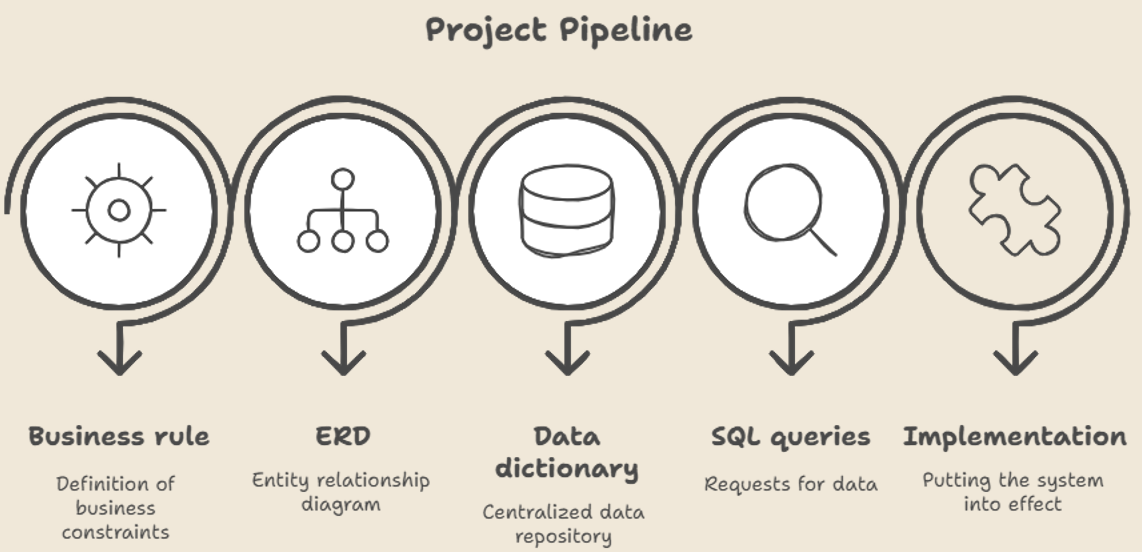 Project Pipeline
Business rule
Definition of
business
constraints
ERD
Entity relationship
diagram
Data
dictionary
Centralized data
repository
SQL queries
Requests for data
Implementation
Putting the system
into effect